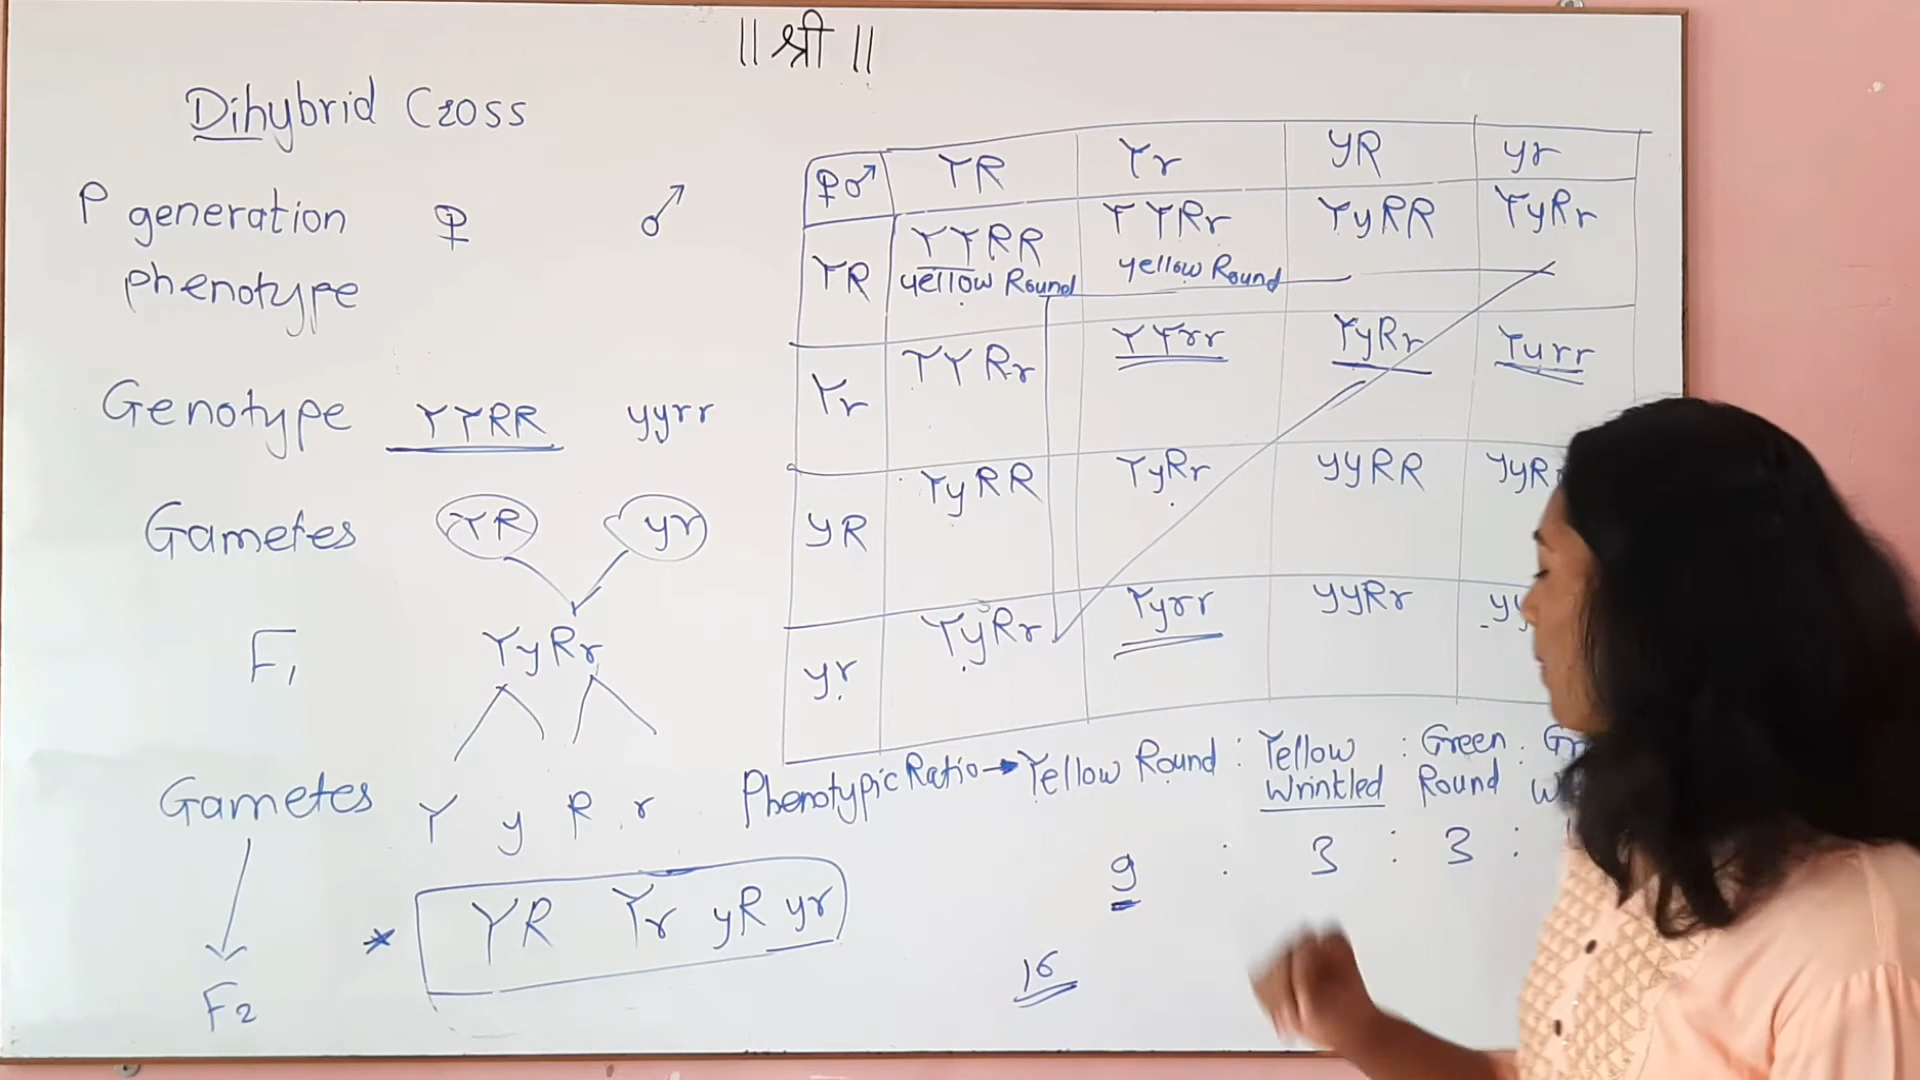 ॥ श्री ॥
Dihybrid Cross
P generation ♀ ♂
phenotype
Genotype YYRR yyrr
Gametes YR yr
F1 YyRr
Gametes Y y R r
* YR Yr yR yr
F2
♀♂ YR Yr yR yr
YR YYRR YYRr YyRR YyRr
yellow Round yellow Round
Yr YYRr YYrr YyRr Yyrr
yR YyRR YyRr yyRR
yr YyRr Yyrr yyRr
Phenotypic Ratio → Yellow Round : Yellow Wrinkled : Green Round :
9 : 3 : 3 :
16